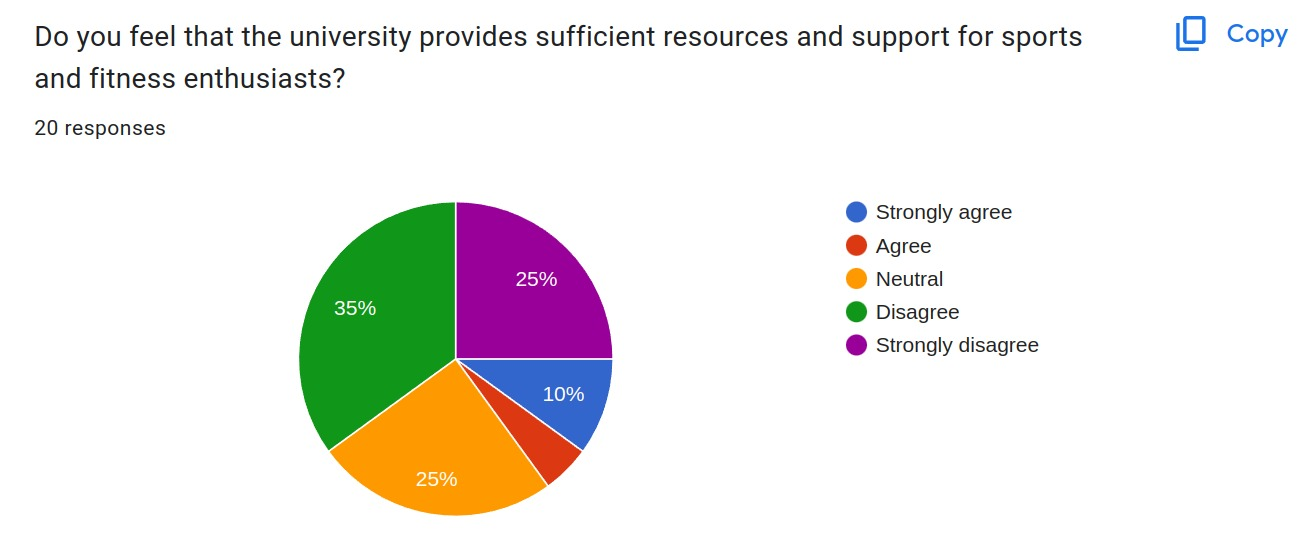 Do you feel that the university provides sufficient resources and support for sports
and fitness enthusiasts?
Copy
20 responses
Strongly agree
Agree
Neutral
Disagree
Strongly disagree
25%
35%
10%
25%